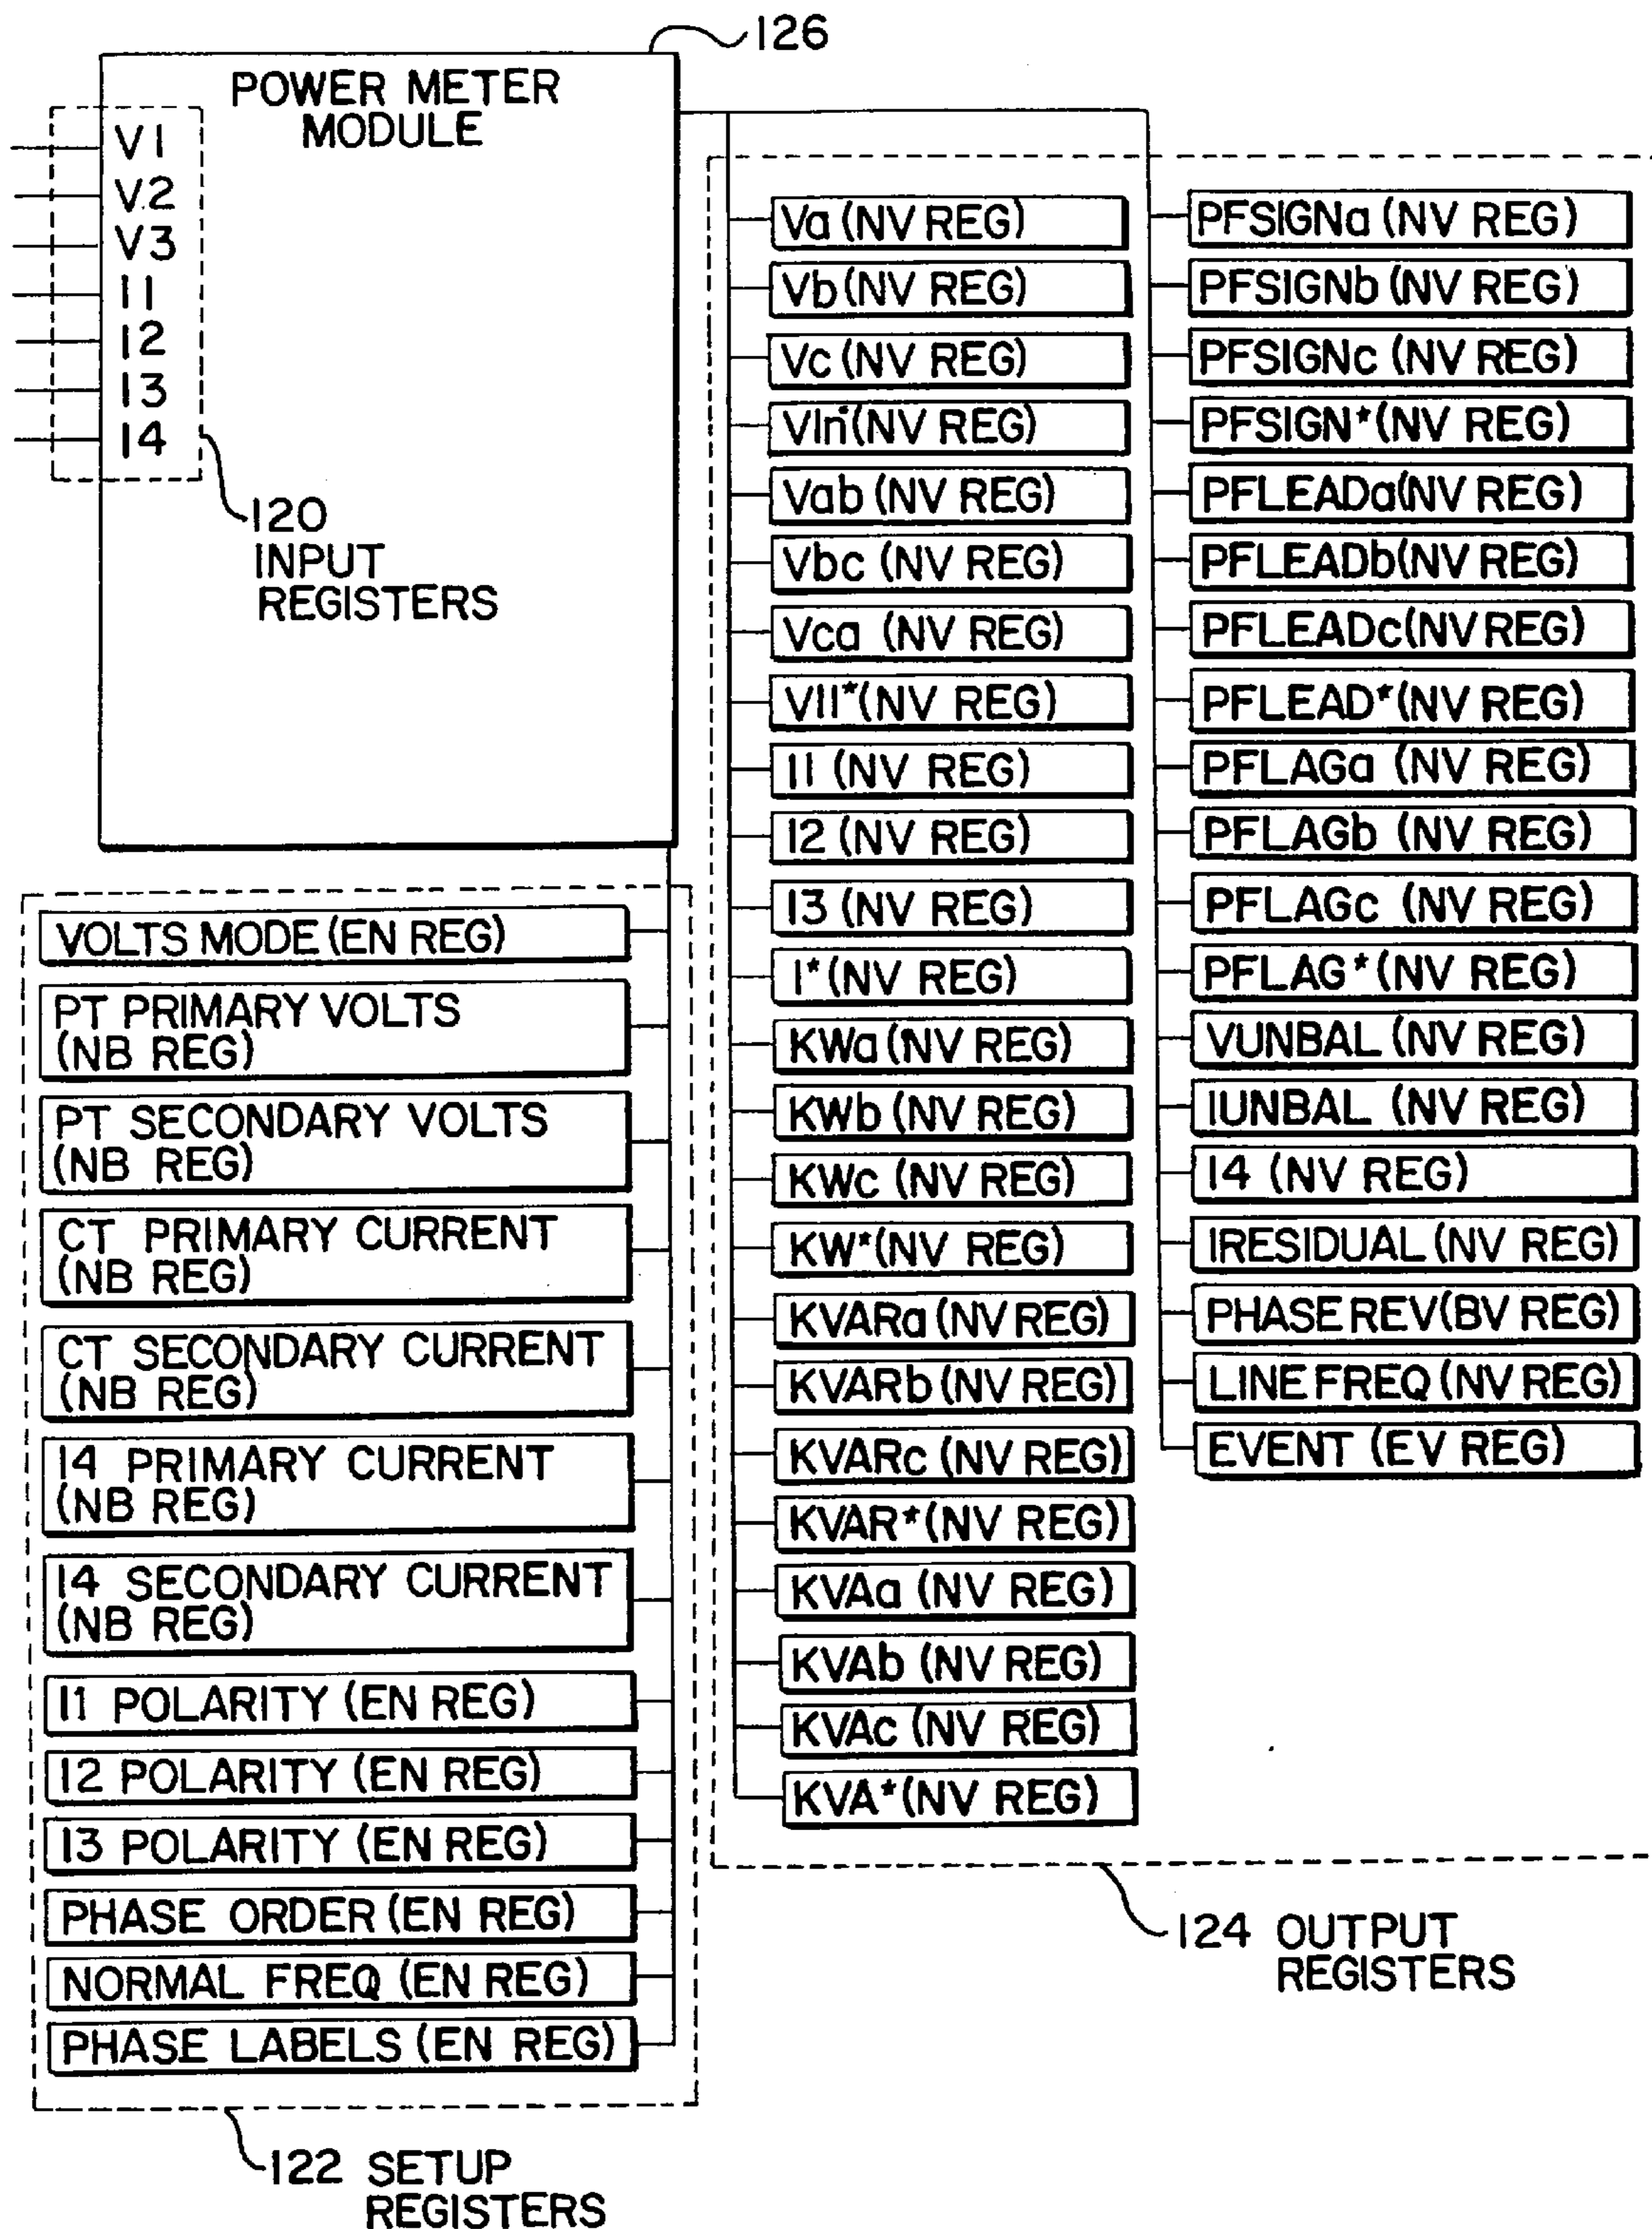 126
POWER METER
MODULE
V1
V2
V3
I1
I2
I3
I4
120
INPUT
REGISTERS
VOLTS MODE (EN REG)
PT PRIMARY VOLTS
(NB REG)
PT SECONDARY VOLTS
(NB REG)
CT PRIMARY CURRENT
(NB REG)
CT SECONDARY CURRENT
(NB REG)
I4 PRIMARY CURRENT
(NB REG)
I4 SECONDARY CURRENT
(NB REG)
I1 POLARITY (EN REG)
I2 POLARITY (EN REG)
I3 POLARITY (EN REG)
PHASE ORDER (EN REG)
NORMAL FREQ (EN REG)
PHASE LABELS (EN REG)
122 SETUP
REGISTERS
Va (NV REG)
Vb (NV REG)
Vc (NV REG)
Vln* (NV REG)
Vab (NV REG)
Vbc (NV REG)
Vca (NV REG)
Vll* (NV REG)
I1 (NV REG)
I2 (NV REG)
I3 (NV REG)
I* (NV REG)
KWa (NV REG)
KWb (NV REG)
KWc (NV REG)
KW* (NV REG)
KVARa (NV REG)
KVARb (NV REG)
KVARc (NV REG)
KVAR* (NV REG)
KVAa (NV REG)
KVAb (NV REG)
KVAc (NV REG)
KVA* (NV REG)
PFSIGNa (NV REG)
PFSIGNb (NV REG)
PFSIGNc (NV REG)
PFSIGN* (NV REG)
PFLEADa (NV REG)
PFLEADb (NV REG)
PFLEADc (NV REG)
PFLEAD* (NV REG)
PFLAGa (NV REG)
PFLAGb (NV REG)
PFLAGc (NV REG)
PFLAG* (NV REG)
VUNBAL (NV REG)
IUNBAL (NV REG)
I4 (NV REG)
IRESIDUAL (NV REG)
PHASE REV (BV REG)
LINE FREQ (NV REG)
EVENT (EV REG)
124 OUTPUT
REGISTERS